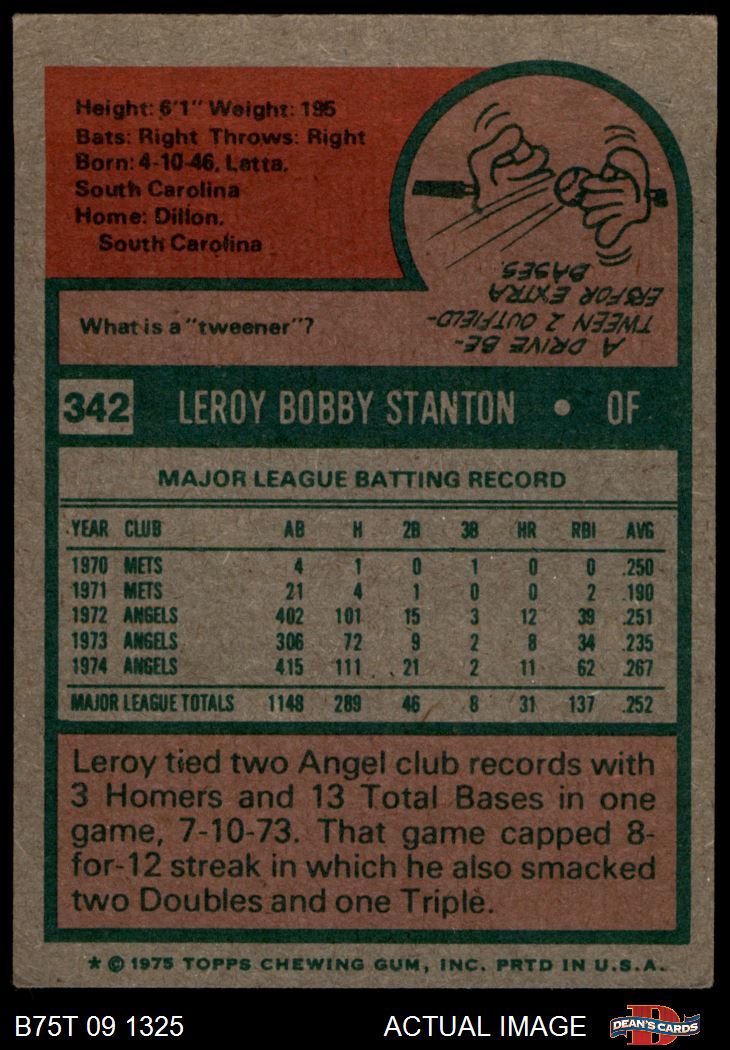 Height: 6'1" Weight: 195
Bats: Right Throws: Right
Born: 4-10-46, Latta,
South Carolina
Home: Dillon,
South Carolina
What is a "tweener"?
A DRIVE BE-
TWEEN 2 OUTFIELD-
ERS FOR EXTRA
BASES.
342 LEROY BOBBY STANTON • OF
MAJOR LEAGUE BATTING RECORD
YEAR CLUB AB H 2B 3B HR RBI AVG
1970 METS 4 1 0 1 0 0 .250
1971 METS 21 4 1 0 0 2 .190
1972 ANGELS 402 101 15 3 12 39 .251
1973 ANGELS 306 72 9 2 8 34 .235
1974 ANGELS 415 111 21 2 11 62 .267
MAJOR LEAGUE TOTALS 1148 289 46 8 31 137 .252
Leroy tied two Angel club records with
3 Homers and 13 Total Bases in one
game, 7-10-73. That game capped 8-
for-12 streak in which he also smacked
two Doubles and one Triple.
* © 1975 TOPPS CHEWING GUM, INC. PRTD IN U.S.A.
B75T 09 1325 ACTUAL IMAGE DEAN'S CARDS